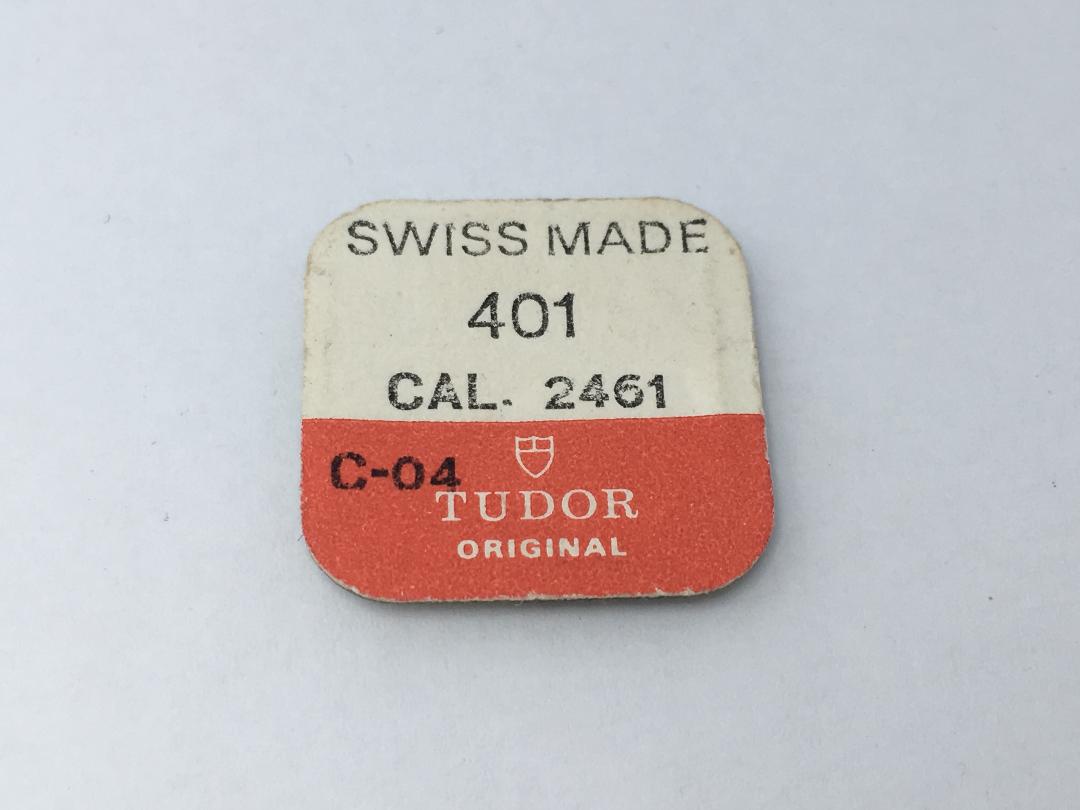 SWISS MADE
401
CAL. 2461
C-04
TUDOR
ORIGINAL